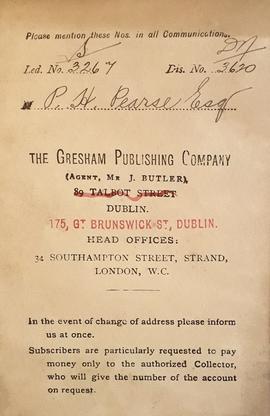 Please mention these Nos. in all Communications.
S D/1
Led. No. 3267 Dis. No. 3620
P. H. Pearse Esq
THE GRESHAM PUBLISHING COMPANY
(AGENT, MR J. BUTLER),
89 TALBOT STREET
DUBLIN.
175, GT BRUNSWICK ST, DUBLIN.
HEAD OFFICES:
34 SOUTHAMPTON STREET, STRAND,
LONDON, W.C.
In the event of change of address please inform
us at once.
Subscribers are particularly requested to pay
money only to the authorized Collector,
who will give the number of the account
on request.